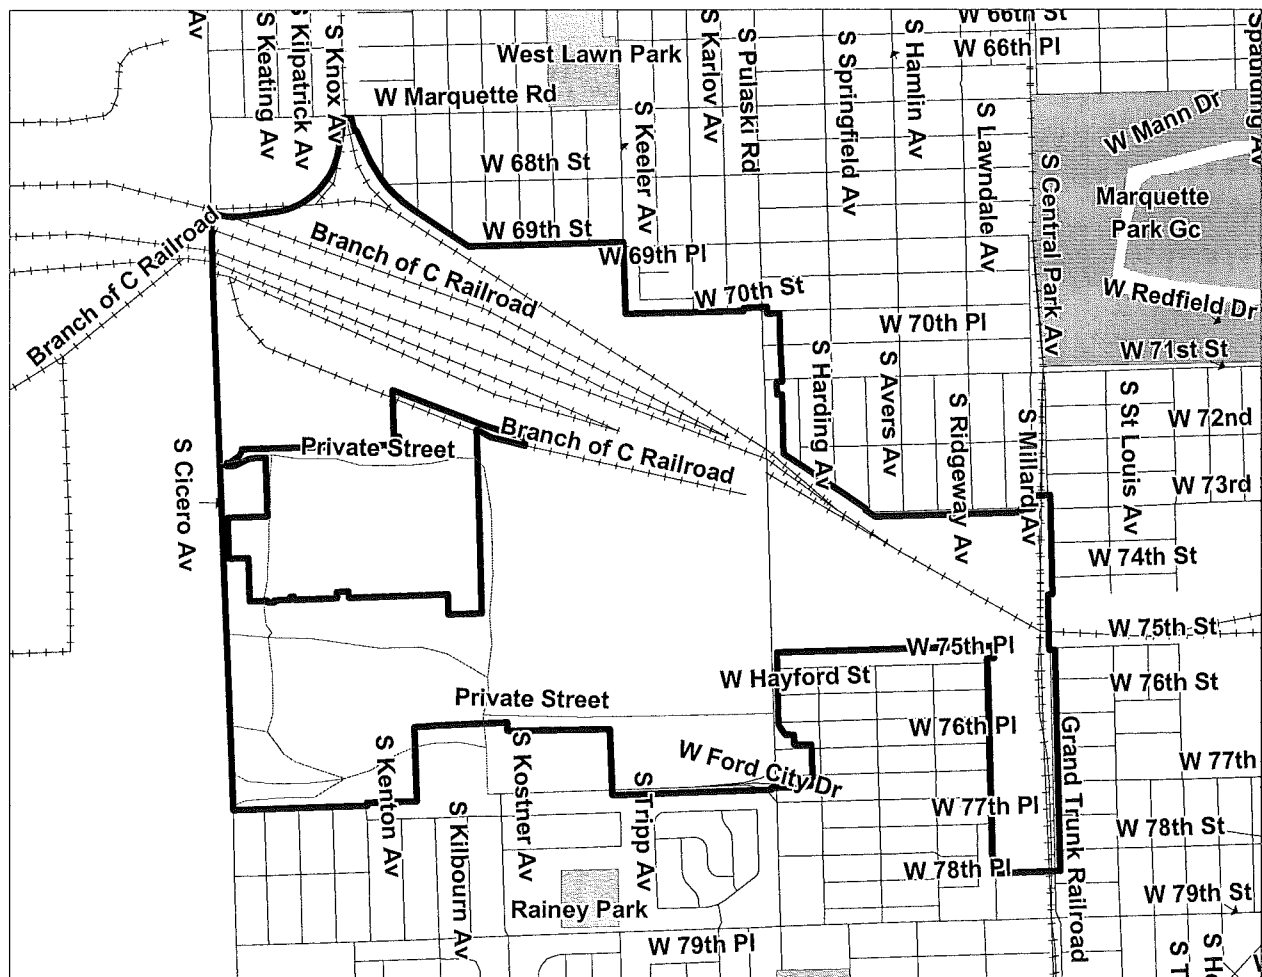 Av
S Keating Av
S Kilpatrick Av
S Knox Av
West Lawn Park
S Karlov Av
S Pulaski Rd
S Springfield Av
S Hamlin Av
W 66th St
W 66th Pl
Spaulding Av
W Marquette Rd
S Keeler Av
S Lawndale Av
W Mann Dr
W 68th St
S Central Park Av
Marquette
Park Gc
W 69th St
W 69th Pl
Branch of C Railroad
Branch of C Railroad
W 70th St
W 70th Pl
W Redfield Dr
W 71st St
S Harding Av
S Avers Av
S Ridgeway Av
S Millard Av
S St Louis Av
W 72nd
S Cicero Av
Private Street
Branch of C Railroad
W 73rd
W 74th St
W 75th St
W 75th Pl
W Hayford St
W 76th St
Private Street
W 76th Pl
Grand Trunk Railroad
S Kenton Av
S Kostner Av
W Ford City Dr
W 77th
S Tripp Av
W 77th Pl
S Kilbourn Av
W 78th St
W 78th Pl
W 79th St
Rainey Park
W 79th Pl